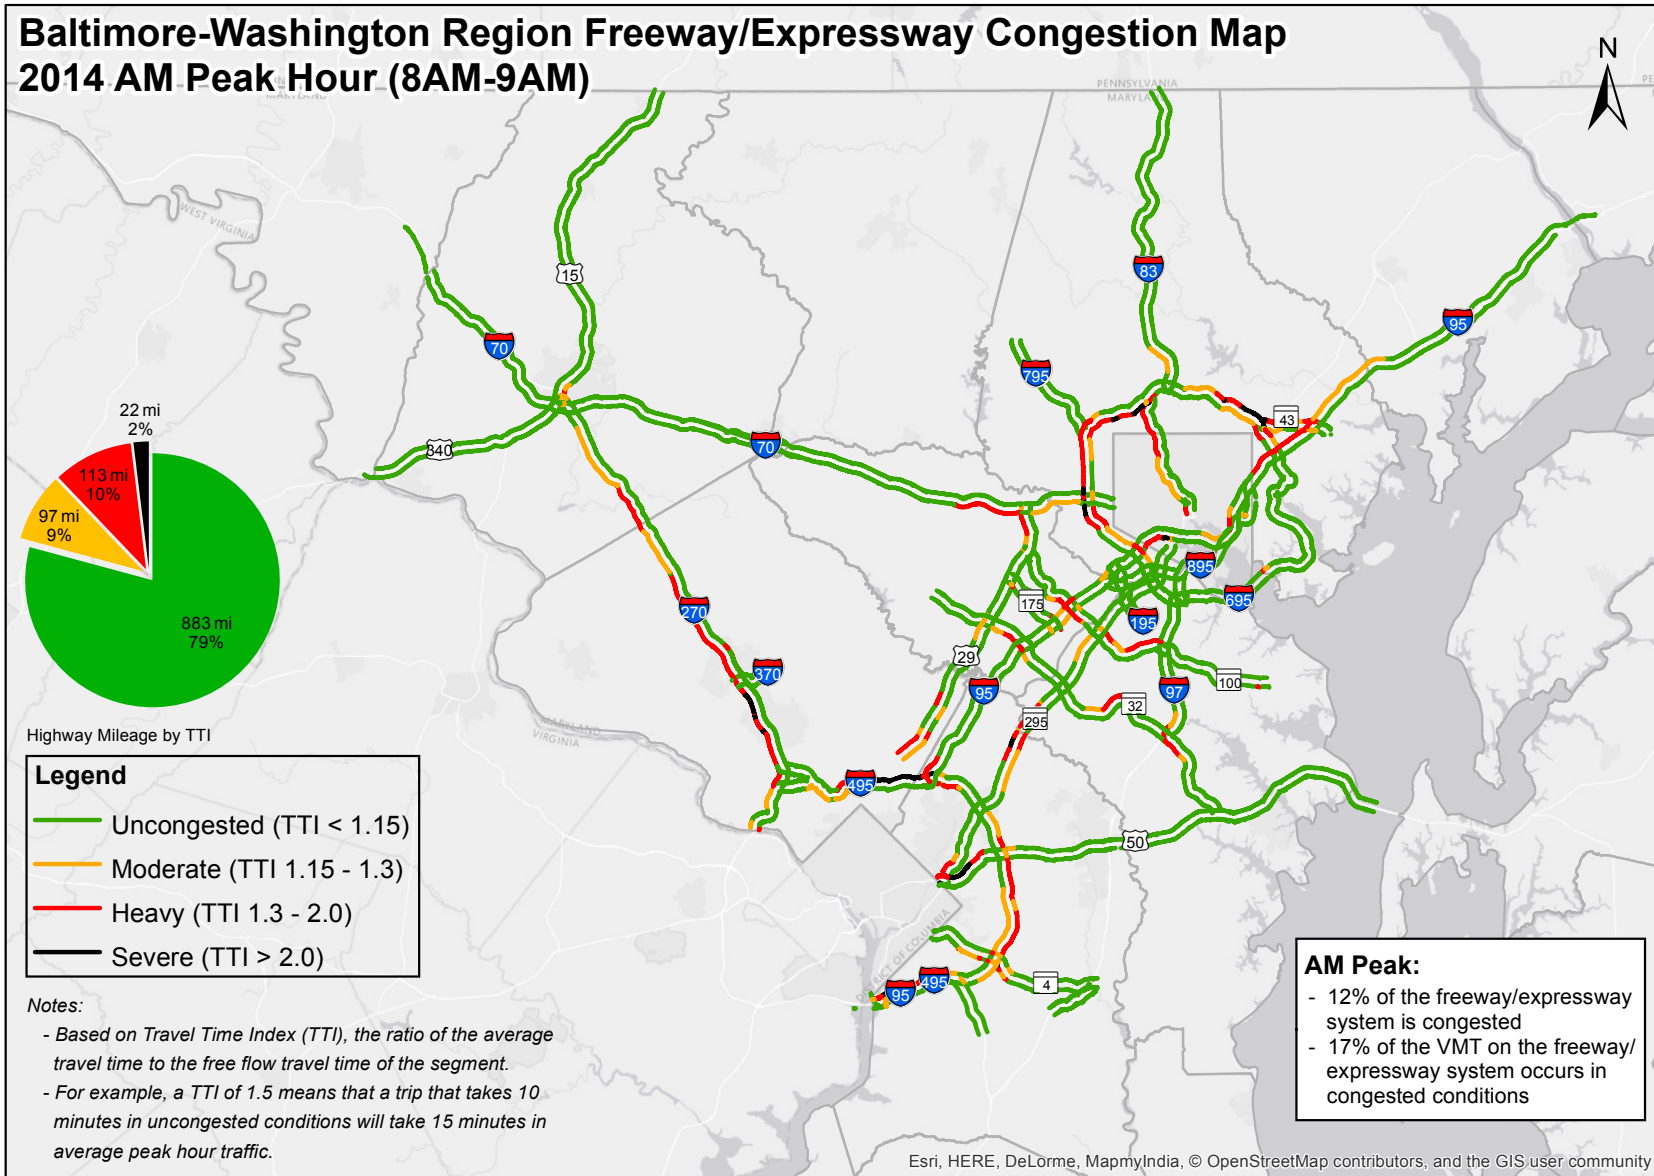 Baltimore-Washington Region Freeway/Expressway Congestion Map
2014 AM Peak Hour (8AM-9AM)
N
PENNSYLVANIA
MARYLAND
WEST VIRGINIA
15
83
95
70
795
43
340
70
22 mi
2%
113 mi
10%
97 mi
9%
883 mi
79%
895
270
175
695
195
29
370
95
97
100
32
295
MARYLAND
VIRGINIA
Highway Mileage by TTI
Legend
Uncongested (TTI < 1.15)
Moderate (TTI 1.15 - 1.3)
Heavy (TTI 1.3 - 2.0)
Severe (TTI > 2.0)
495
50
DISTRICT OF COLUMBIA
95
495
4
Notes:
- Based on Travel Time Index (TTI), the ratio of the average
travel time to the free flow travel time of the segment.
- For example, a TTI of 1.5 means that a trip that takes 10
minutes in uncongested conditions will take 15 minutes in
average peak hour traffic.
AM Peak:
- 12% of the freeway/expressway
system is congested
- 17% of the VMT on the freeway/
expressway system occurs in
congested conditions
Esri, HERE, DeLorme, MapmyIndia, © OpenStreetMap contributors, and the GIS user community